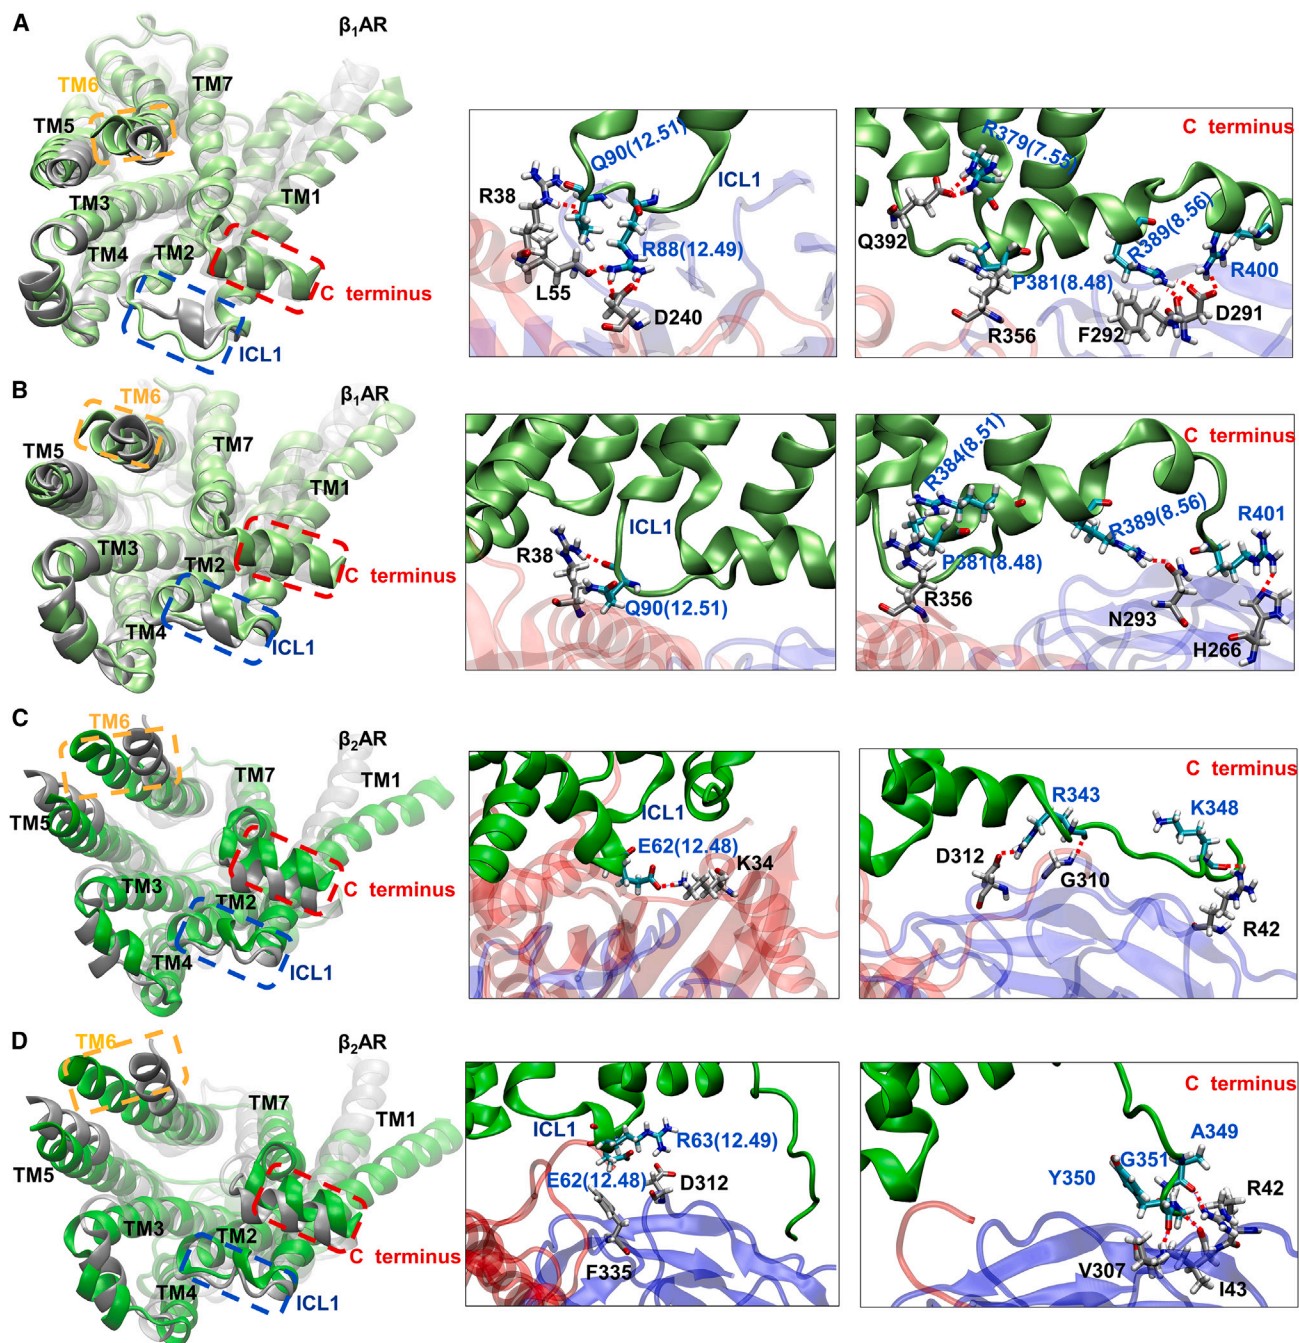 A
β₁AR
TM6
TM7
TM5
TM3
TM1
TM4
TM2
C terminus
ICL1
Q90(12.51)
R38
ICL1
R88(12.49)
L55
D240
C terminus
R379(7.55)
Q392
R389(8.56)
P381(8.48)
R400
R356
F292
D291
B
β₁AR
TM6
TM5
TM7
TM1
TM3
TM2
C terminus
TM4
ICL1
R38
ICL1
Q90(12.51)
C terminus
R384(8.51)
R389(8.56)
R401
P381(8.48)
R356
N293
H266
C
β₂AR
TM6
TM7
TM1
TM5
TM3
C terminus
TM2
TM4
ICL1
ICL1
E62(12.48)
K34
C terminus
R343
K348
D312
G310
R42
D
β₂AR
TM6
TM7
TM1
TM5
TM3
TM2
C terminus
TM4
ICL1
ICL1
R63(12.49)
E62(12.48)
D312
F335
C terminus
A349
G351
Y350
R42
V307
I43